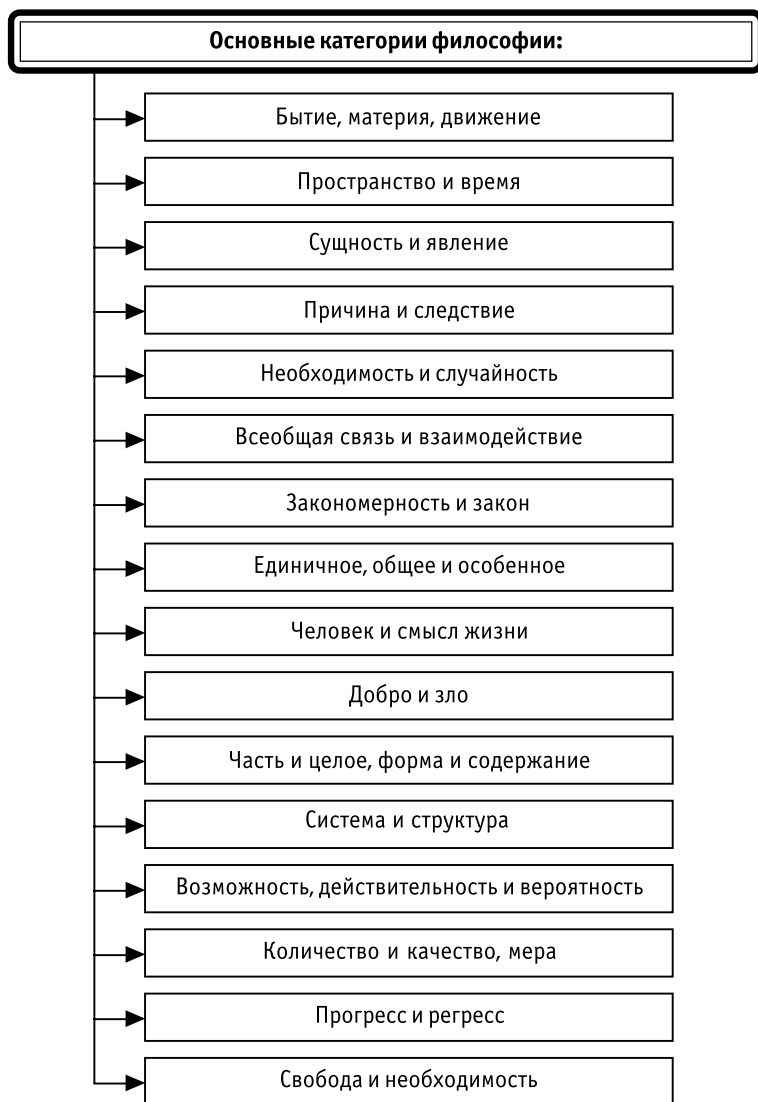 Основные категории философии:
Бытие, материя, движение
Пространство и время
Сущность и явление
Причина и следствие
Необходимость и случайность
Всеобщая связь и взаимодействие
Закономерность и закон
Единичное, общее и особенное
Человек и смысл жизни
Добро и зло
Часть и целое, форма и содержание
Система и структура
Возможность, действительность и вероятность
Количество и качество, мера
Прогресс и регресс
Свобода и необходимость